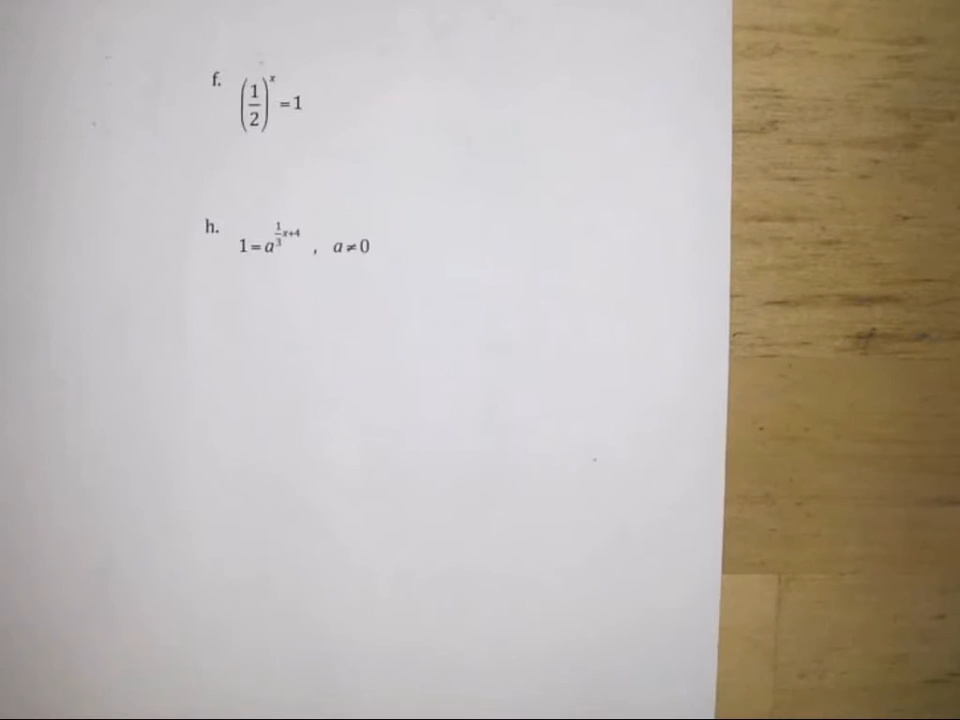 f. (1/2)^x = 1
h. 1 = a^(1/3 x+4) , a ≠ 0